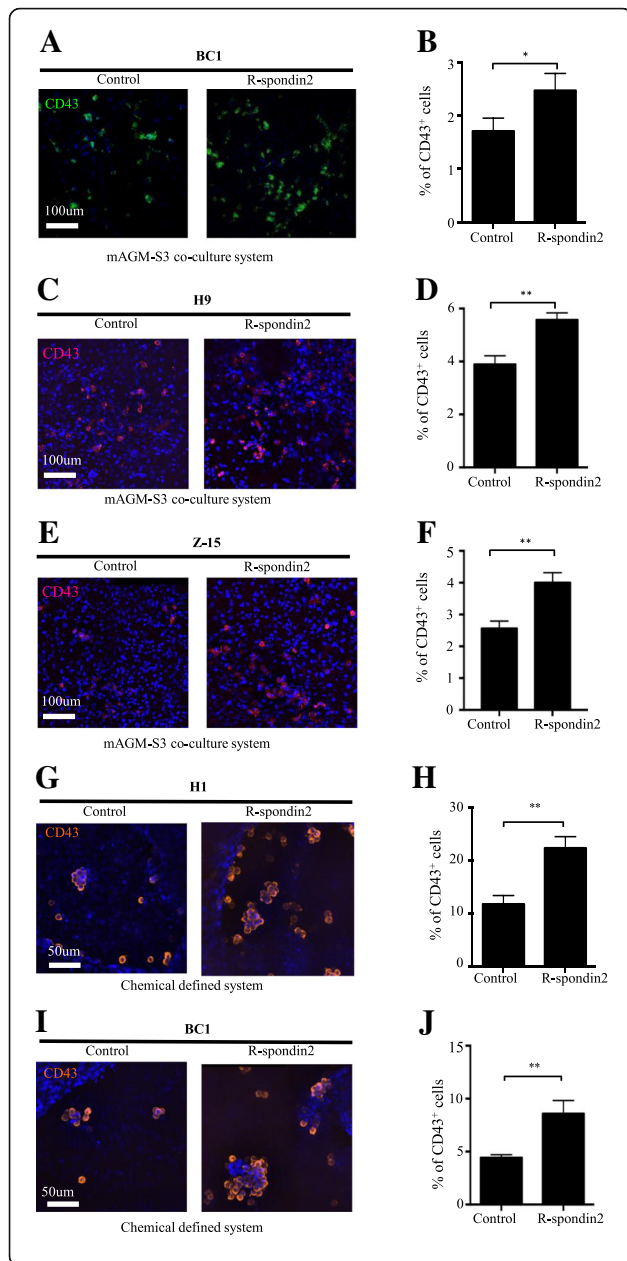 A
BC1
Control
R-spondin2
CD43
100um
mAGM-S3 co-culture system
B
% of CD43⁺ cells
3
2
1
0
*
Control
R-spondin2
C
H9
Control
R-spondin2
CD43
100um
mAGM-S3 co-culture system
D
% of CD43⁺ cells
6
4
2
0
**
Control
R-spondin2
E
Z-15
Control
R-spondin2
CD43
100um
mAGM-S3 co-culture system
F
% of CD43⁺ cells
5
4
3
2
1
0
**
Control
R-spondin2
G
H1
Control
R-spondin2
CD43
50um
Chemical defined system
H
% of CD43⁺ cells
30
20
10
0
**
Control
R-spondin2
I
BC1
Control
R-spondin2
CD43
50um
Chemical defined system
J
% of CD43⁺ cells
15
10
5
0
**
Control
R-spondin2